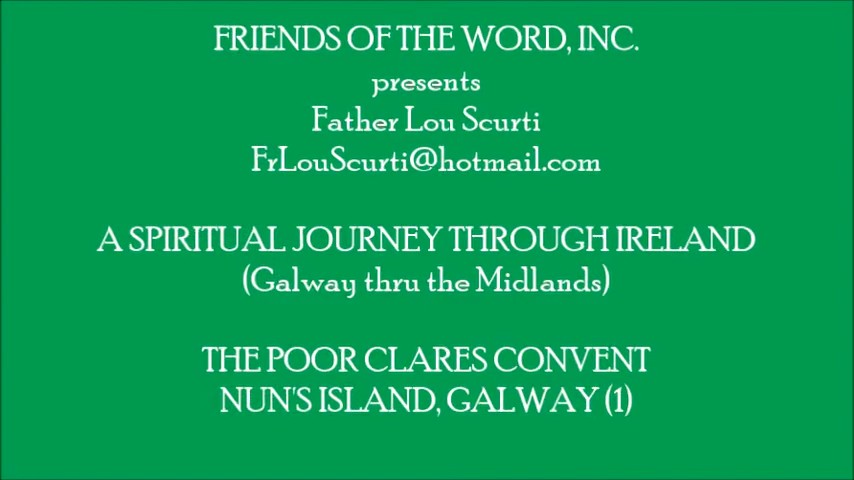 FRIENDS OF THE WORD, INC.
presents
Father Lou Scurti
FrLouScurti@hotmail.com
A SPIRITUAL JOURNEY THROUGH IRELAND
(Galway thru the Midlands)
THE POOR CLARES CONVENT
NUN'S ISLAND, GALWAY (1)